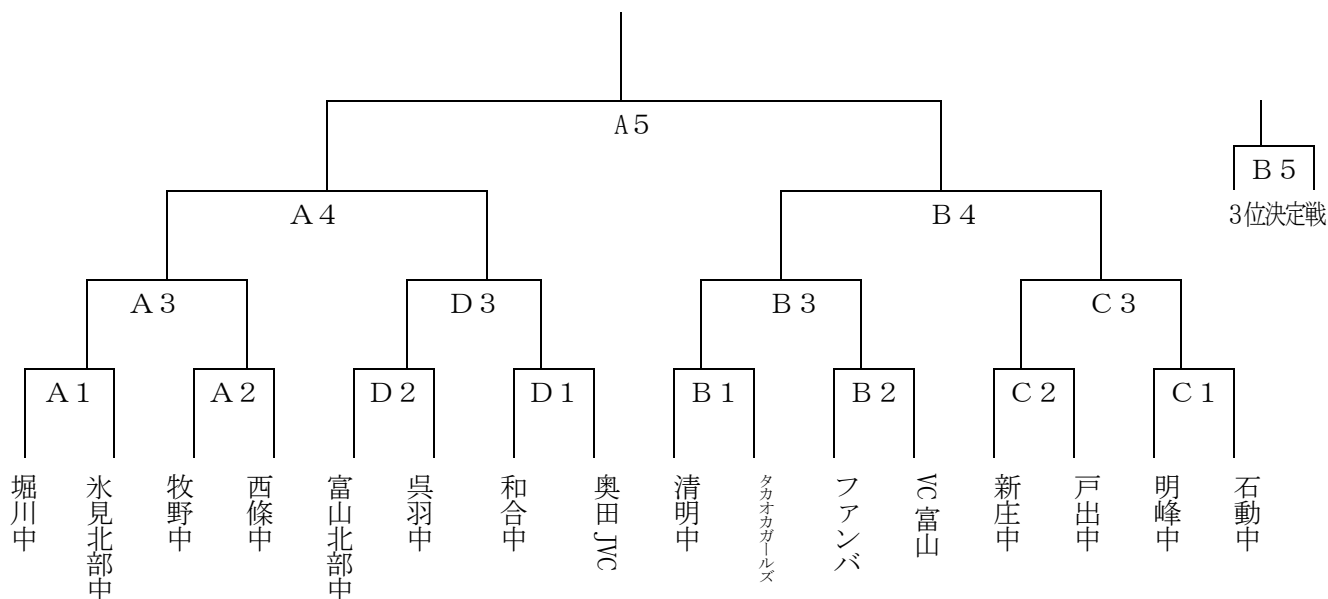 A5
B5
3位決定戦
A4
B4
A3
D3
B3
C3
A1
A2
D2
D1
B1
B2
C2
C1
堀川中
氷見北部中
牧野中
西條中
富山北部中
呉羽中
和合中
奥田JVC
清明中
タカオカガールズ
ファンバ
VC富山
新庄中
戸出中
明峰中
石動中